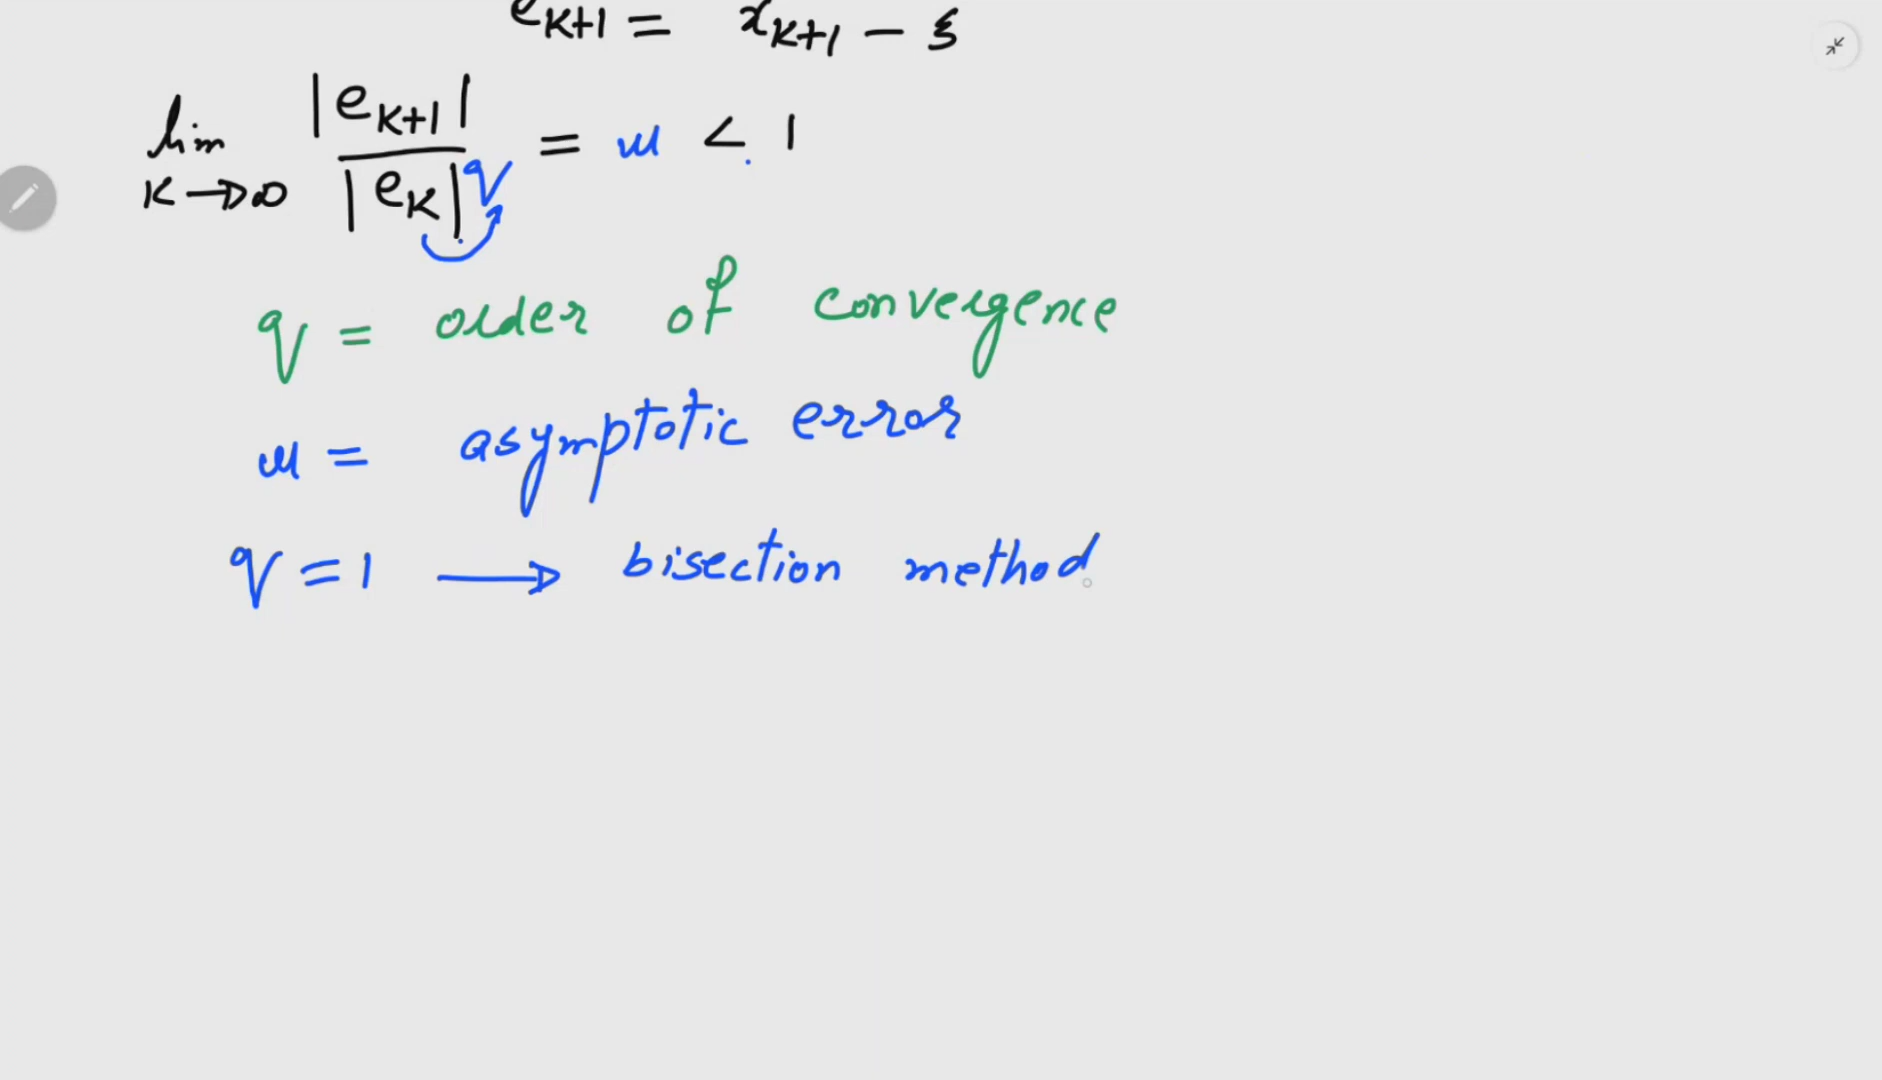 e_{K+1} = x_{K+1} - ξ
lim_{K→∞} |e_{K+1}| / |e_K|^q = μ < 1
q = order of convergence
μ = asymptotic error
q = 1 → bisection method